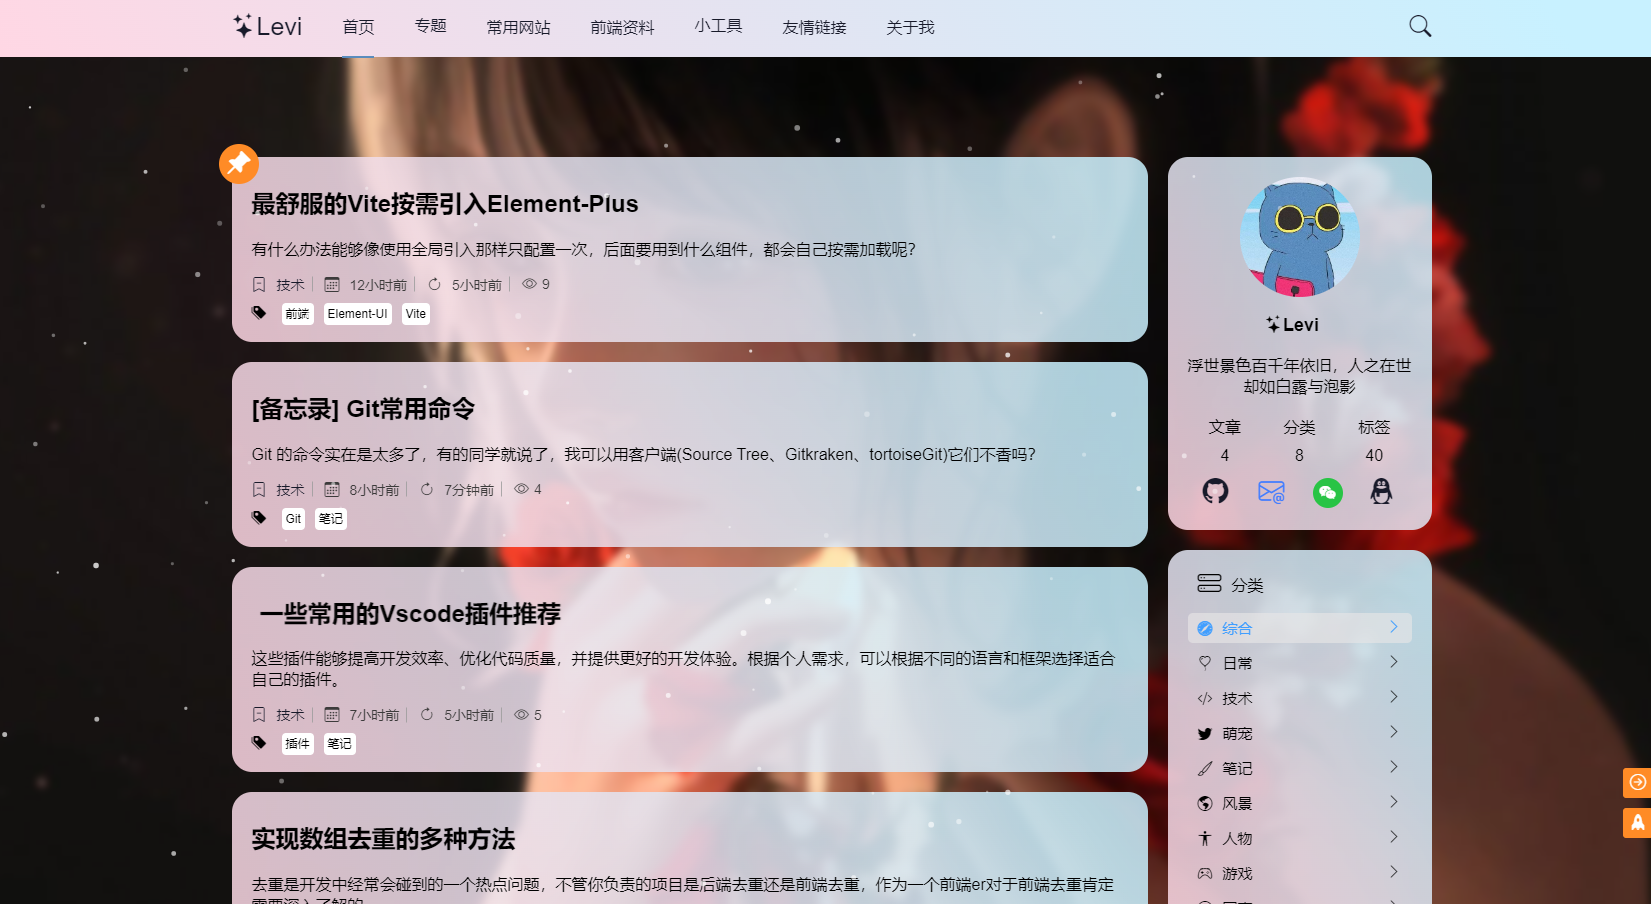 Levi 首页 专题 常用网站 前端资料 小工具 友情链接 关于我
最舒服的Vite按需引入Element-Plus
有什么办法能够像使用全局引入那样只配置一次，后面要用到什么组件，都会自己按需加载呢？
技术 12小时前 5小时前 9
前端 Element-UI Vite
[备忘录] Git常用命令
Git 的命令实在是太多了，有的同学就说了，我可以用客户端(Source Tree、Gitkraken、tortoiseGit)它们不香吗？
技术 8小时前 7分钟前 4
Git 笔记
一些常用的Vscode插件推荐
这些插件能够提高开发效率、优化代码质量，并提供更好的开发体验。根据个人需求，可以根据不同的语言和框架选择适合
自己的插件。
技术 7小时前 5小时前 5
插件 笔记
实现数组去重的多种方法
去重是开发中经常会碰到的一个热点问题，不管你负责的项目是后端去重还是前端去重，作为一个前端er对于前端去重肯定
需要深入了解的
Levi
浮世景色百千年依旧，人之在世
却如白露与泡影
文章 分类 标签
4 8 40
分类
综合
日常
技术
萌宠
笔记
风景
人物
游戏